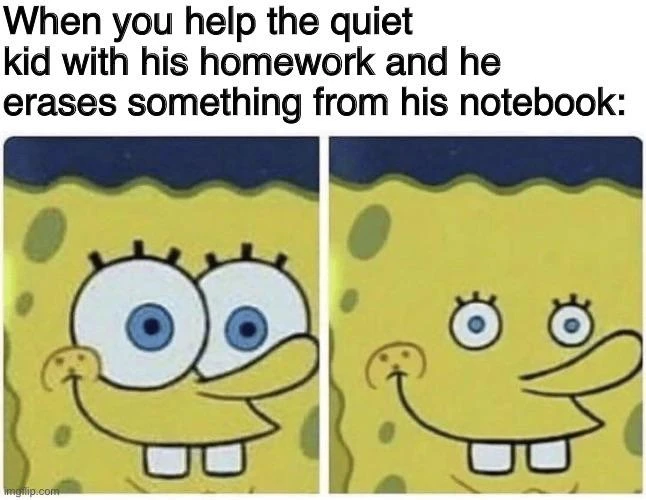 When you help the quiet
kid with his homework and he
erases something from his notebook:
imgflip.com